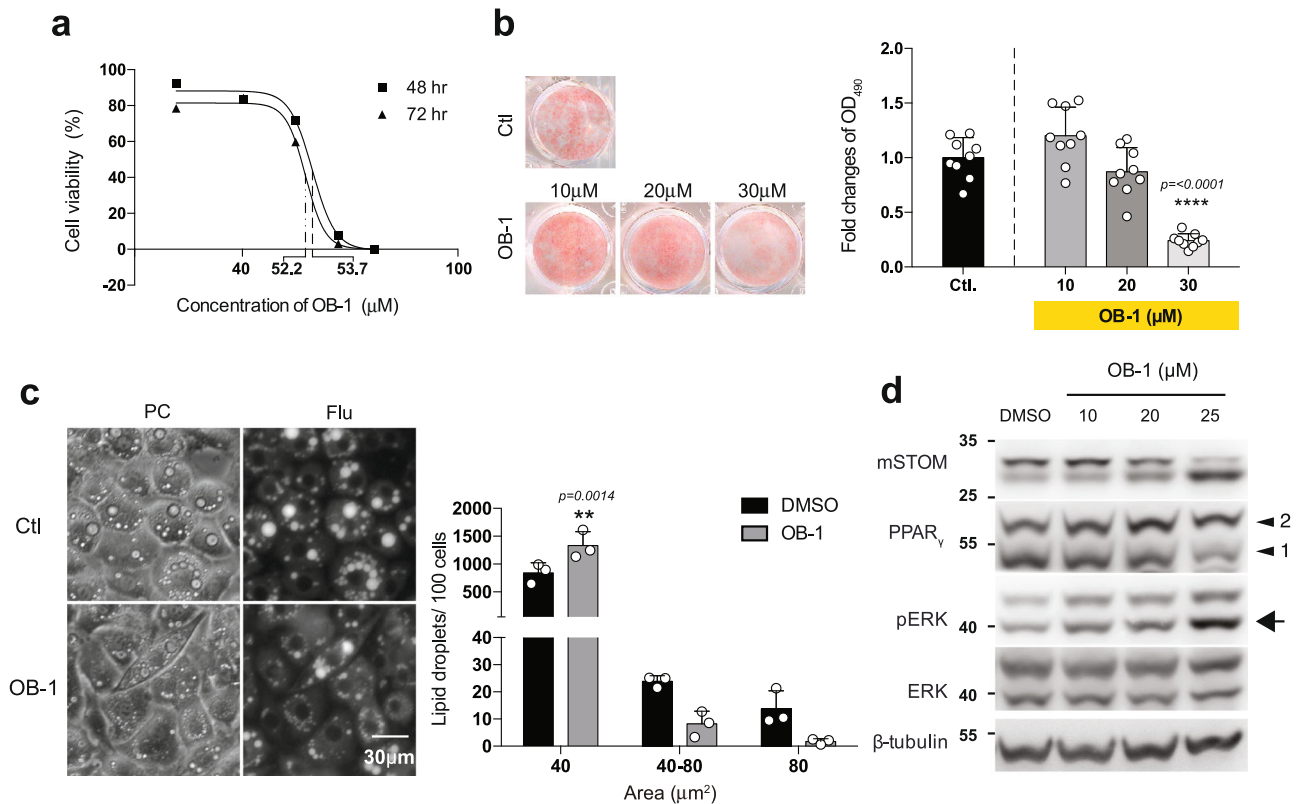 a
Cell viability (%)
100
80
60
40
20
0
-20
48 hr
72 hr
40
52.2
53.7
100
Concentration of OB-1 (μM)
b
Ctl
10μM
20μM
30μM
OB-1
Fold changes of OD490
2.0
1.5
1.0
0.5
0.0
p=<0.0001
****
Ctl.
10
20
30
OB-1 (μM)
c
PC
Flu
Ctl
OB-1
30μm
Lipid droplets/ 100 cells
2000
1500
1000
500
40
30
20
10
0
p=0.0014
**
DMSO
OB-1
40
40-80
80
Area (μm²)
d
OB-1 (μM)
DMSO
10
20
25
35
mSTOM
25
PPARγ
55
2
1
pERK
40
ERK
40
55
β-tubulin